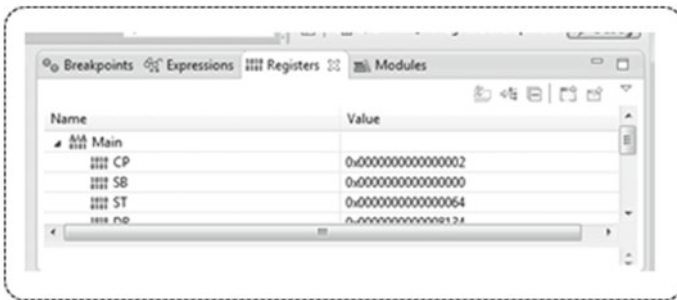 Breakpoints Expressions Registers Modules
Name Value
Main
CP 0x0000000000000002
SB 0x0000000000000000
ST 0x0000000000000064